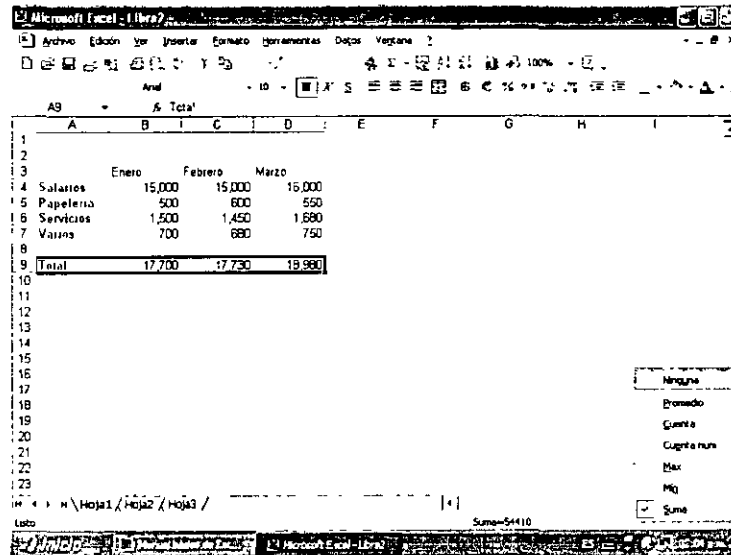 Microsoft Excel - Libro2
Archivo Edición Ver Insertar Formato Herramientas Datos Ventana ?
100%
Arial 10 S % 
A9 Total
A B C D E F G H I
1
2
3 Enero Febrero Marzo
4 Salarios 15,000 15,000 16,000
5 Papeleria 500 600 550
6 Servicios 1,500 1,450 1,680
7 Varios 700 680 750
8
9 Total 17,700 17,730 18,980
10
11
12
13
14
15
16 Ninguna
17
18 Promedio
19 Cuenta
20
21 Cuenta num
22 Max
23 Min
Hoja1 / Hoja2 / Hoja3 /
Suma
Listo Suma=54410
Inicio